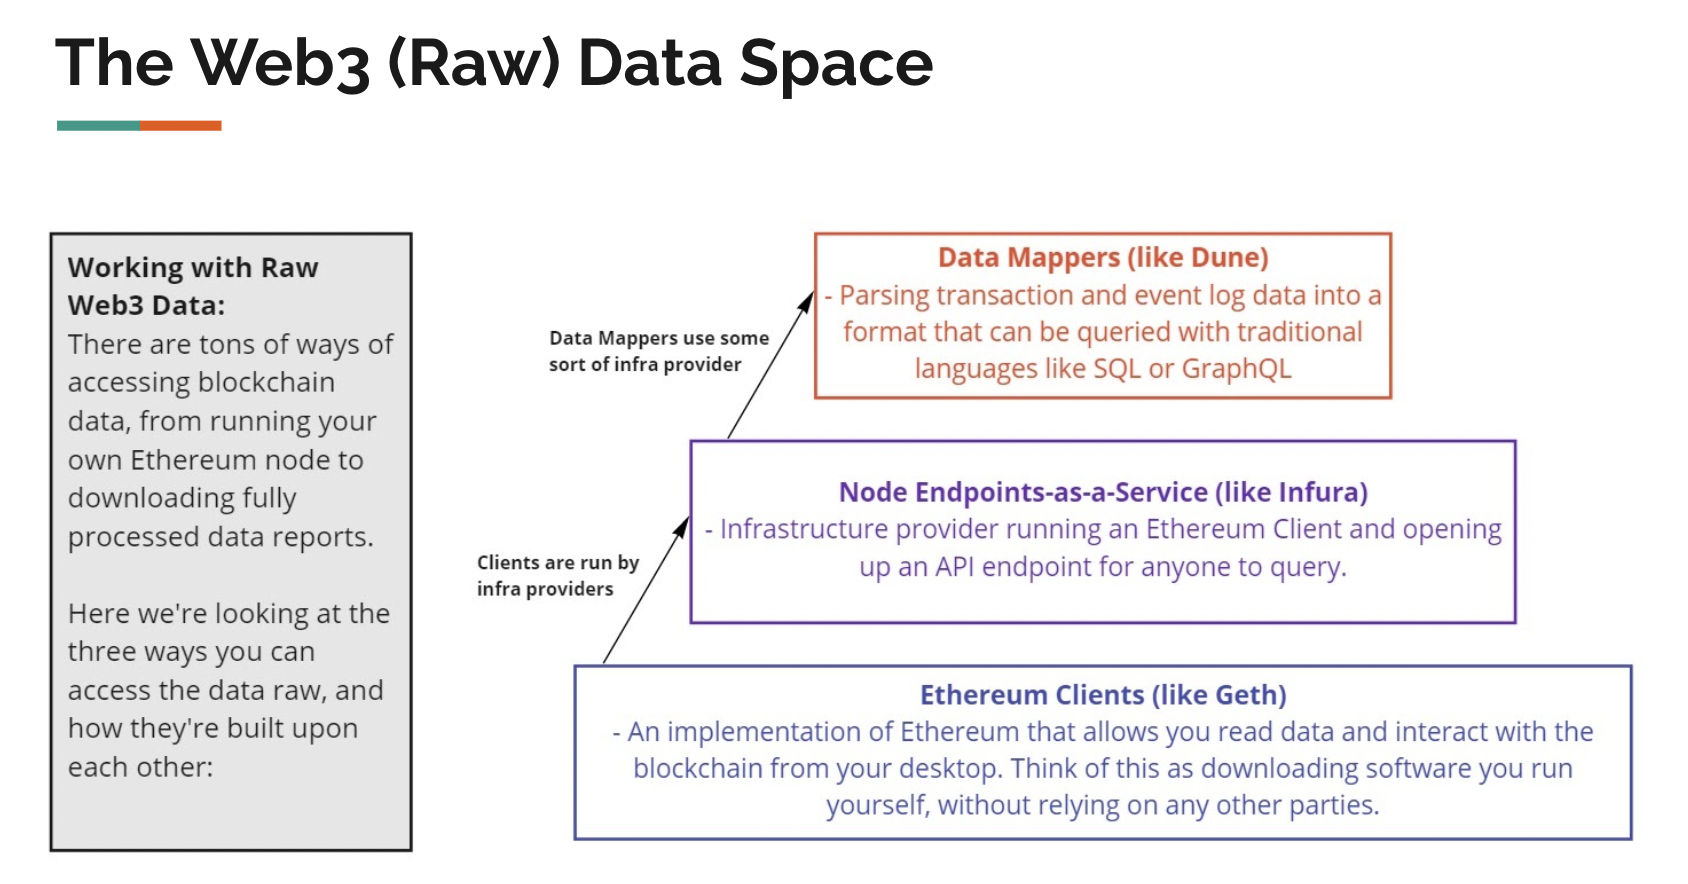 The Web3 (Raw) Data Space
Working with Raw
Web3 Data:
There are tons of ways of
accessing blockchain
data, from running your
own Ethereum node to
downloading fully
processed data reports.
Here we're looking at the
three ways you can
access the data raw, and
how they're built upon
each other:
Data Mappers (like Dune)
- Parsing transaction and event log data into a
format that can be queried with traditional
languages like SQL or GraphQL
Data Mappers use some
sort of infra provider
Node Endpoints-as-a-Service (like Infura)
- Infrastructure provider running an Ethereum Client and opening
up an API endpoint for anyone to query.
Clients are run by
infra providers
Ethereum Clients (like Geth)
- An implementation of Ethereum that allows you read data and interact with the
blockchain from your desktop. Think of this as downloading software you run
yourself, without relying on any other parties.